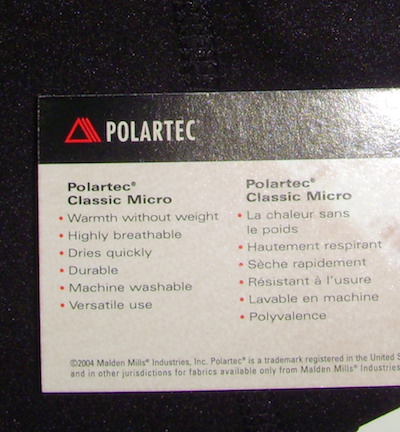 POLARTEC®
Polartec®
Classic Micro
• Warmth without weight
• Highly breathable
• Dries quickly
• Durable
• Machine washable
• Versatile use
Polartec®
Classic Micro
• La chaleur sans
le poids
• Hautement respirant
• Sèche rapidement
• Résistant à l'usure
• Lavable en machine
• Polyvalence
©2004 Malden Mills® Industries, Inc. Polartec® is a trademark registered in the United S
and in other jurisdictions for fabrics available only from Malden Mills® Industries